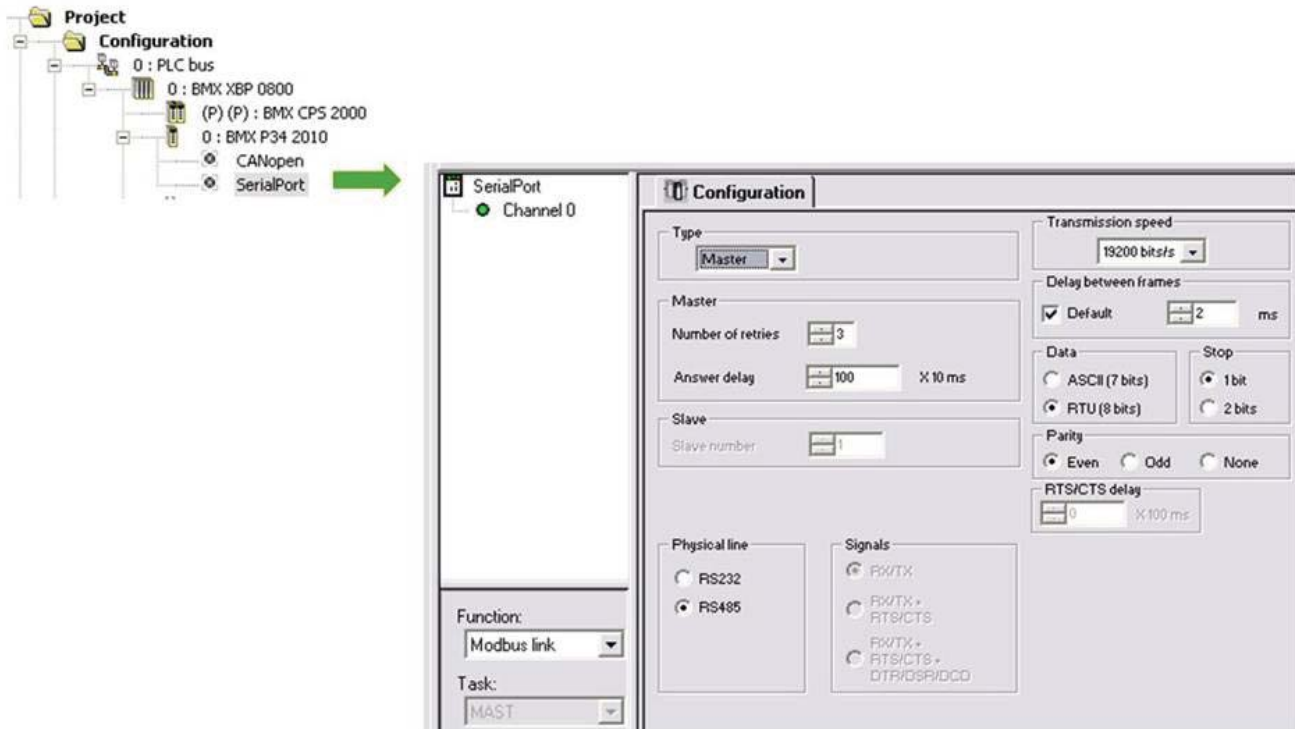 Project
Configuration
0 : PLC bus
0 : BMX XBP 0800
(P) (P) : BMX CPS 2000
0 : BMX P34 2010
CANopen
SerialPort
SerialPort
Channel 0
Function:
Modbus link
Task:
MAST
Configuration
Type
Master
Master
Number of retries 3
Answer delay 100 X 10 ms
Slave
Slave number 1
Physical line
RS232
RS485
Signals
RX/TX
RX/TX +
RTS/CTS
RX/TX +
RTS/CTS +
DTR/DSR/DCD
Transmission speed
19200 bits/s
Delay between frames
Default 2 ms
Data
ASCII (7 bits)
RTU (8 bits)
Stop
1 bit
2 bits
Parity
Even Odd None
RTS/CTS delay
0 X 100 ms